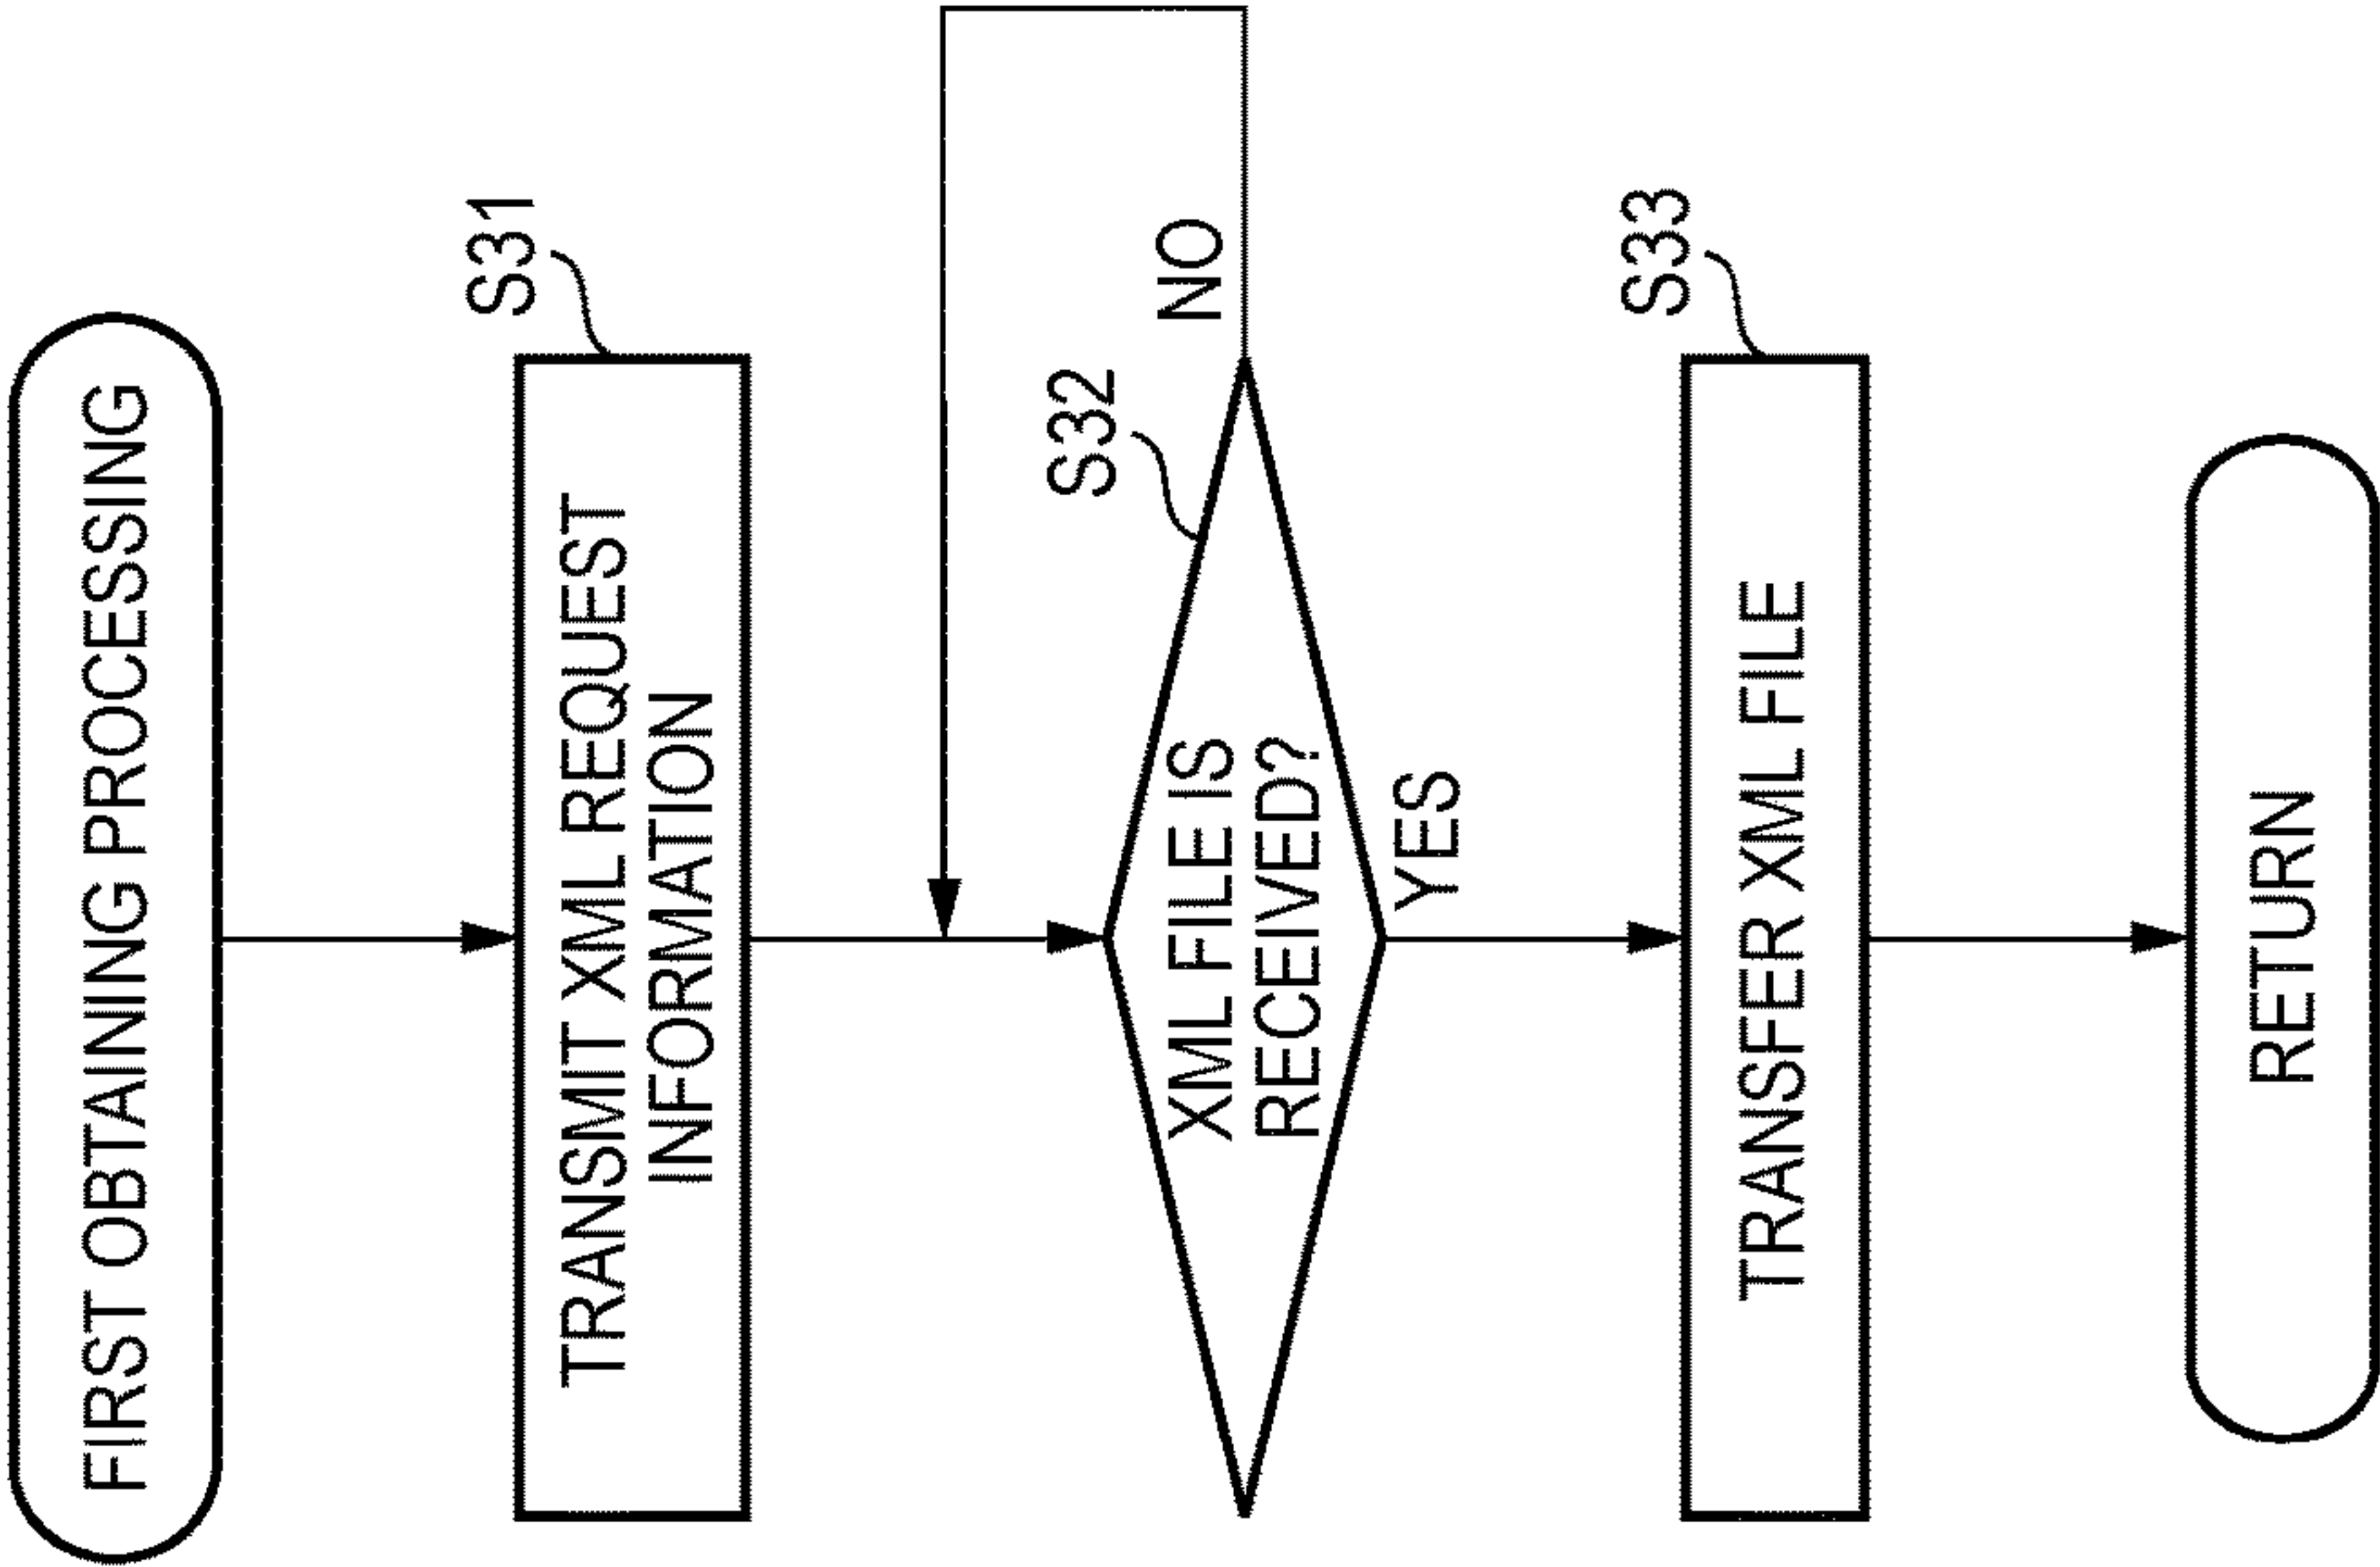 FIRST OBTAINING PROCESSING
S31
TRANSMIT XML REQUEST
INFORMATION
S32
XML FILE IS
RECEIVED?
NO
YES
S33
TRANSFER XML FILE
RETURN